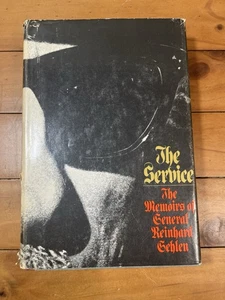 The
Service
The
Memoirs of
General
Reinhard
Gehlen